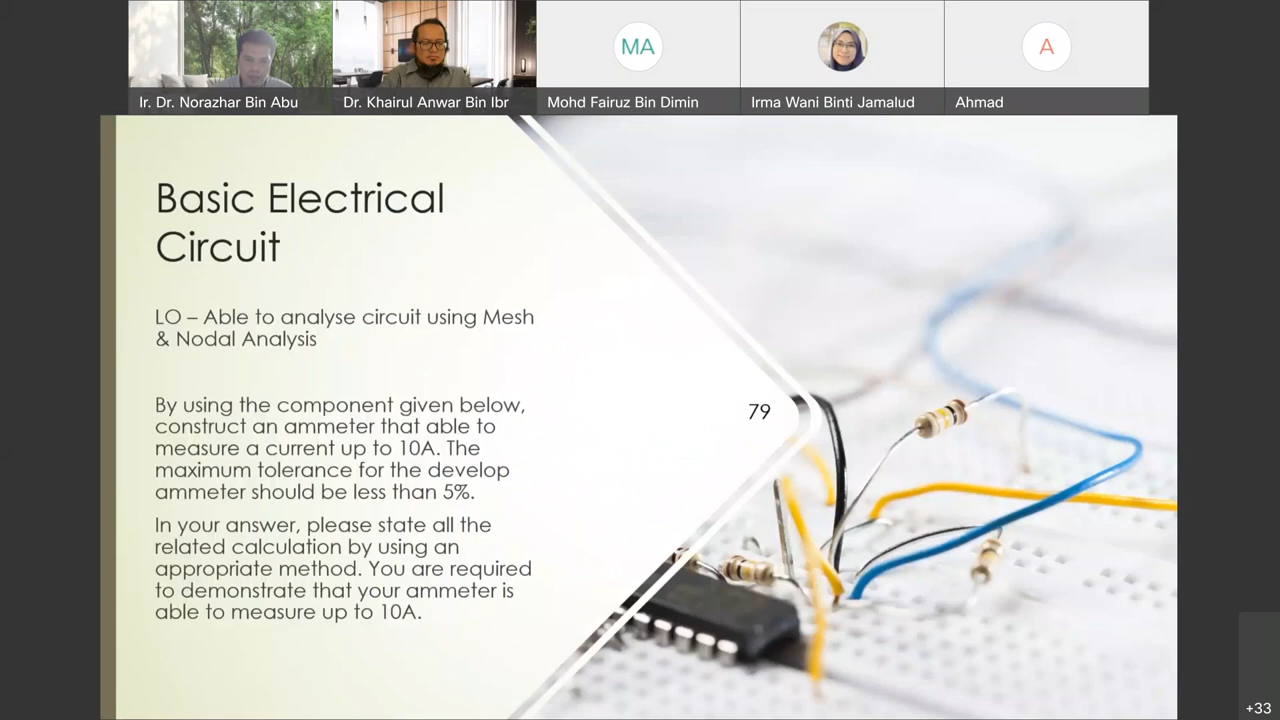 MA
A
Ir. Dr. Norazhar Bin Abu
Dr. Khairul Anwar Bin Ibr
Mohd Fairuz Bin Dimin
Irma Wani Binti Jamalud
Ahmad
Basic Electrical
Circuit
LO – Able to analyse circuit using Mesh
& Nodal Analysis
By using the component given below,
construct an ammeter that able to
measure a current up to 10A. The
maximum tolerance for the develop
ammeter should be less than 5%.
In your answer, please state all the
related calculation by using an
appropriate method. You are required
to demonstrate that your ammeter is
able to measure up to 10A.
79
+33